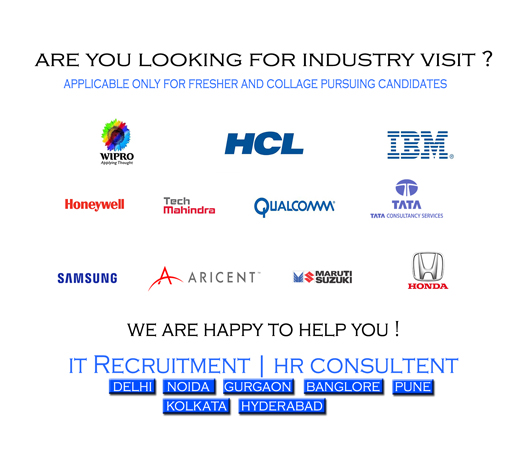 ARE YOU LOOKING FOR INDUSTRY VISIT ?
APPLICABLE ONLY FOR FRESHER AND COLLAGE PURSUING CANDIDATES
WIPRO
Applying Thought
HCL
IBM®
Honeywell
Tech
Mahindra
QUALCOMM
TATA
TATA CONSULTANCY SERVICES
SAMSUNG
ARICENT™
MARUTI
SUZUKI
HONDA
WE ARE HAPPY TO HELP YOU !
IT RECRUITMENT | HR CONSULTENT
DELHI NOIDA GURGAON BANGLORE PUNE
KOLKATA HYDERABAD